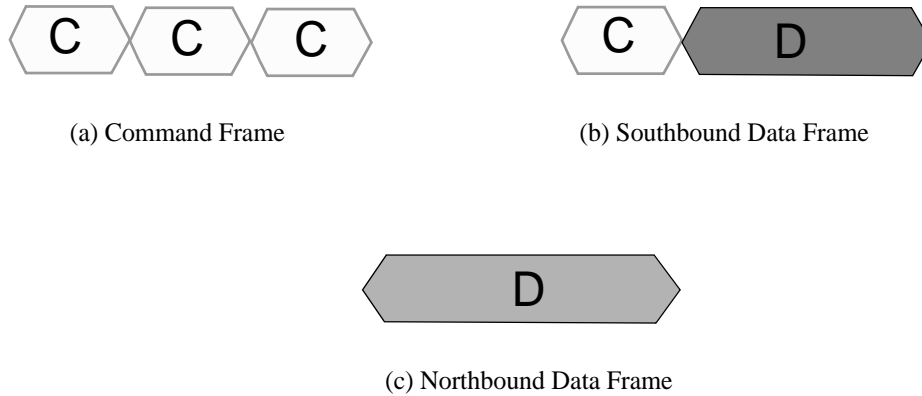 C C C C D
(a) Command Frame (b) Southbound Data Frame
D
(c) Northbound Data Frame